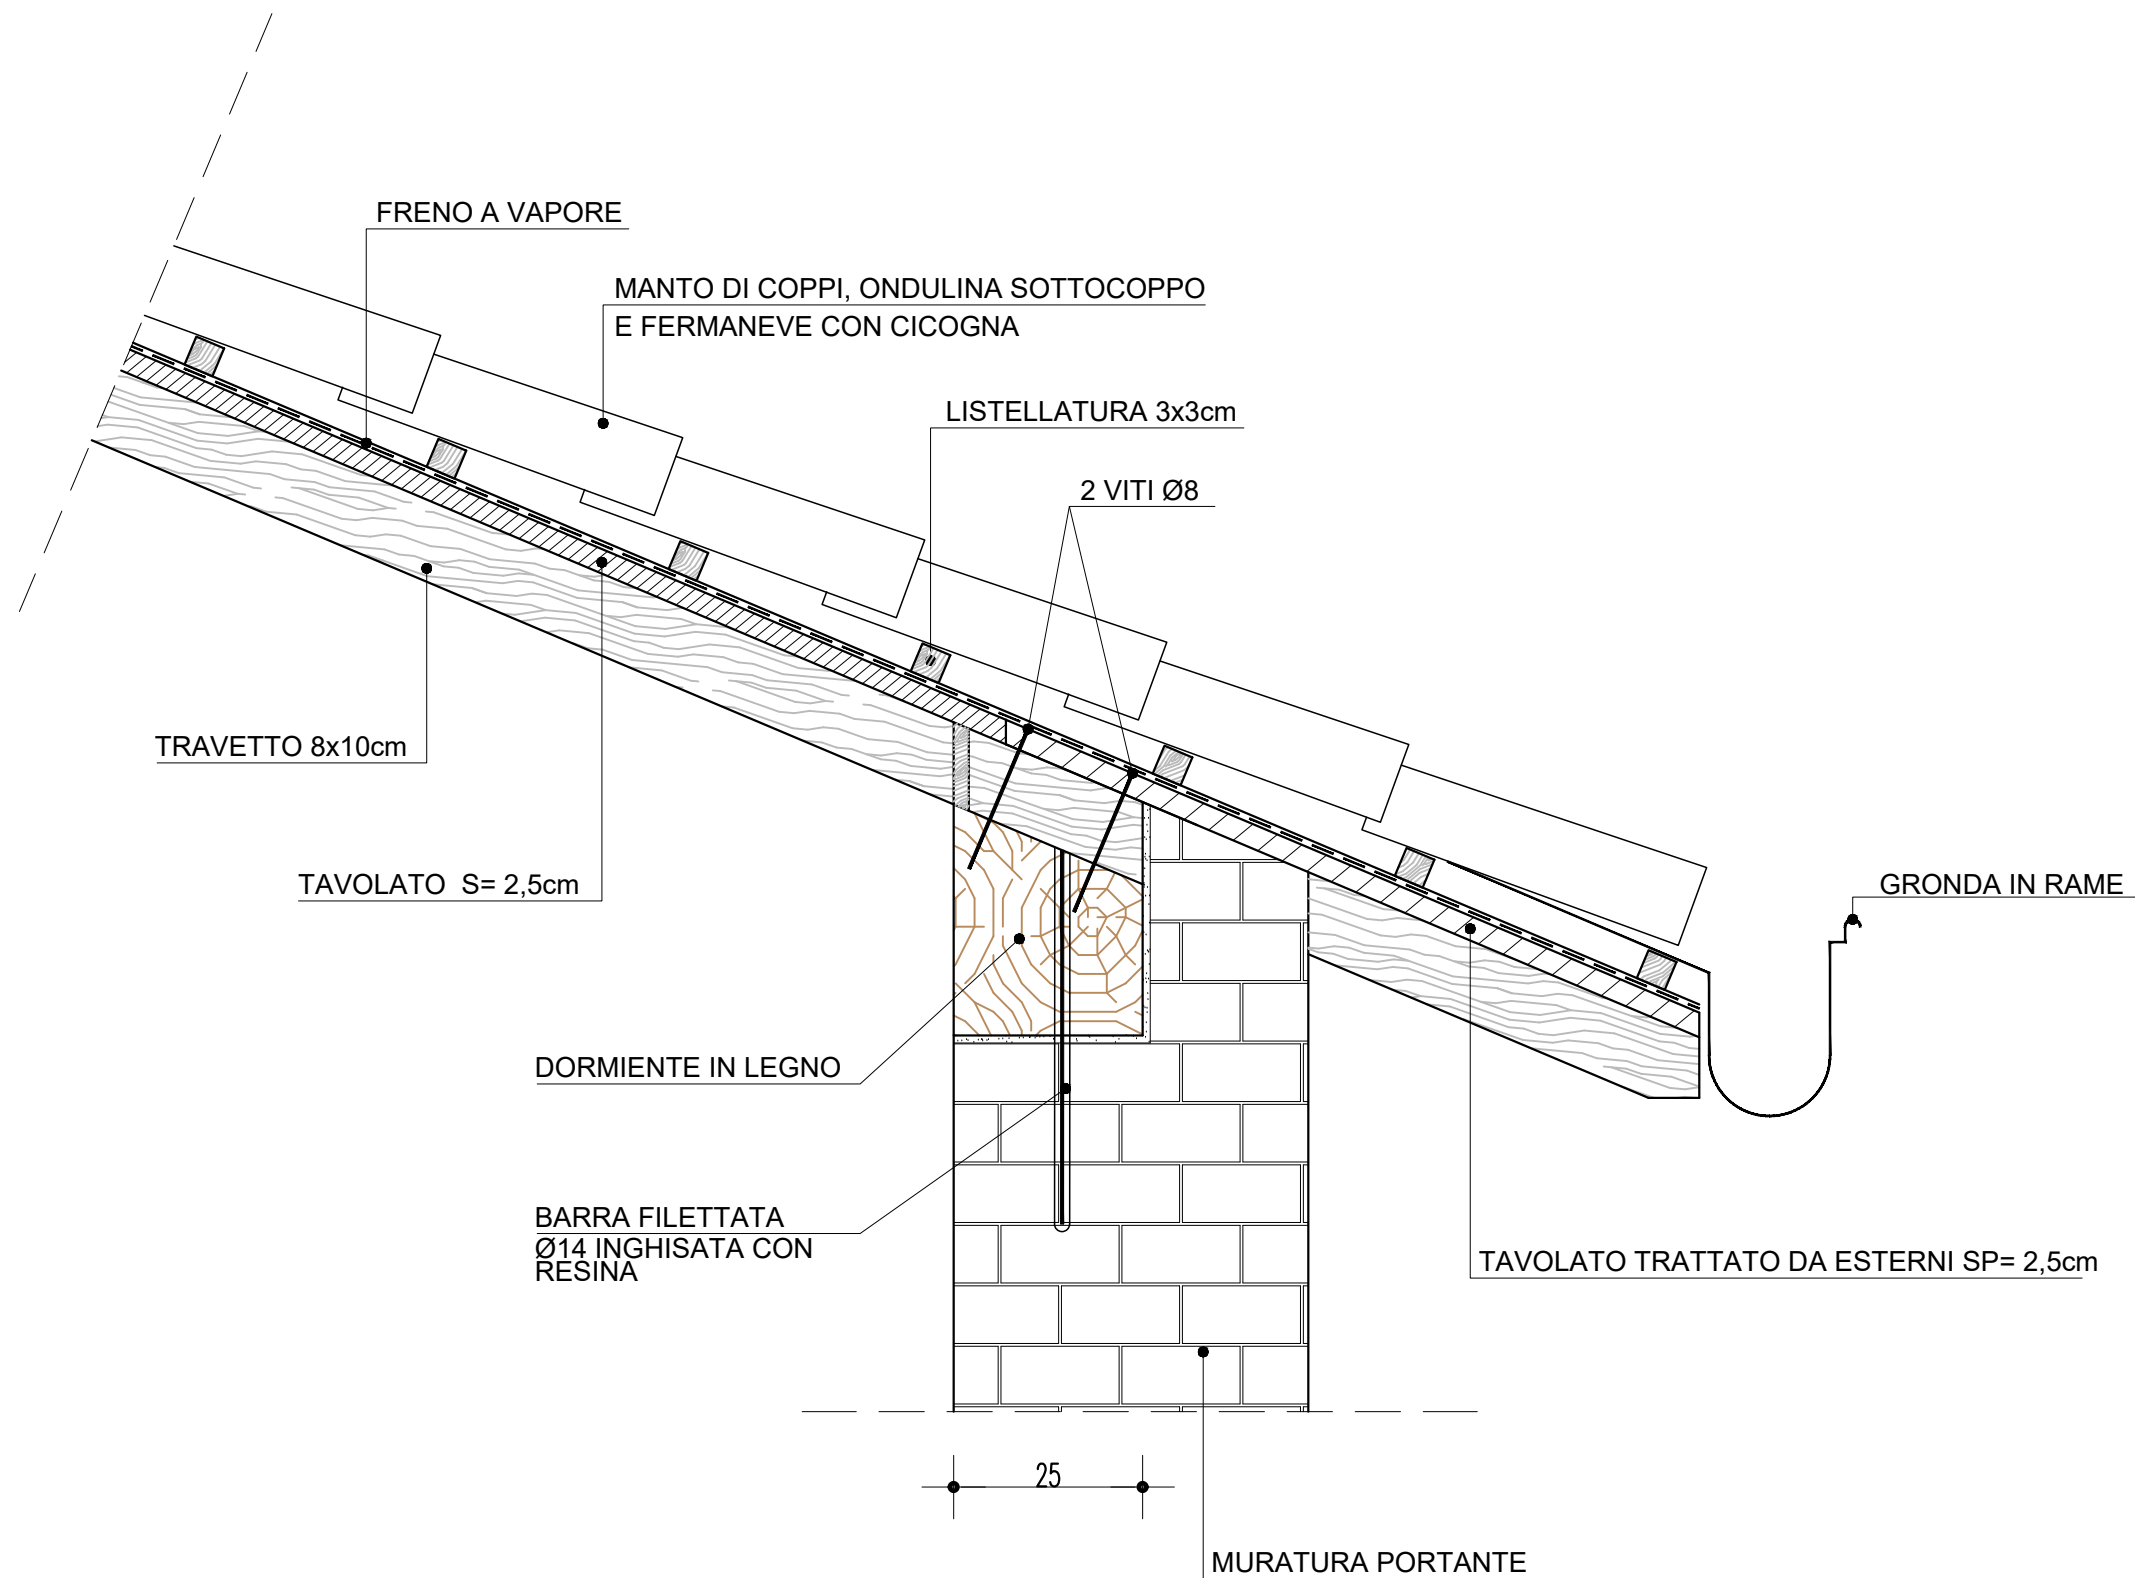 FRENO A VAPORE
MANTO DI COPPI, ONDULINA SOTTOCOPPO
E FERMANEVE CON CICOGNA
LISTELLATURA 3x3cm
2 VITI Ø8
TRAVETTO 8x10cm
TAVOLATO S= 2,5cm
GRONDA IN RAME
DORMIENTE IN LEGNO
BARRA FILETTATA
Ø14 INGHISATA CON
RESINA
TAVOLATO TRATTATO DA ESTERNI SP= 2,5cm
25
MURATURA PORTANTE